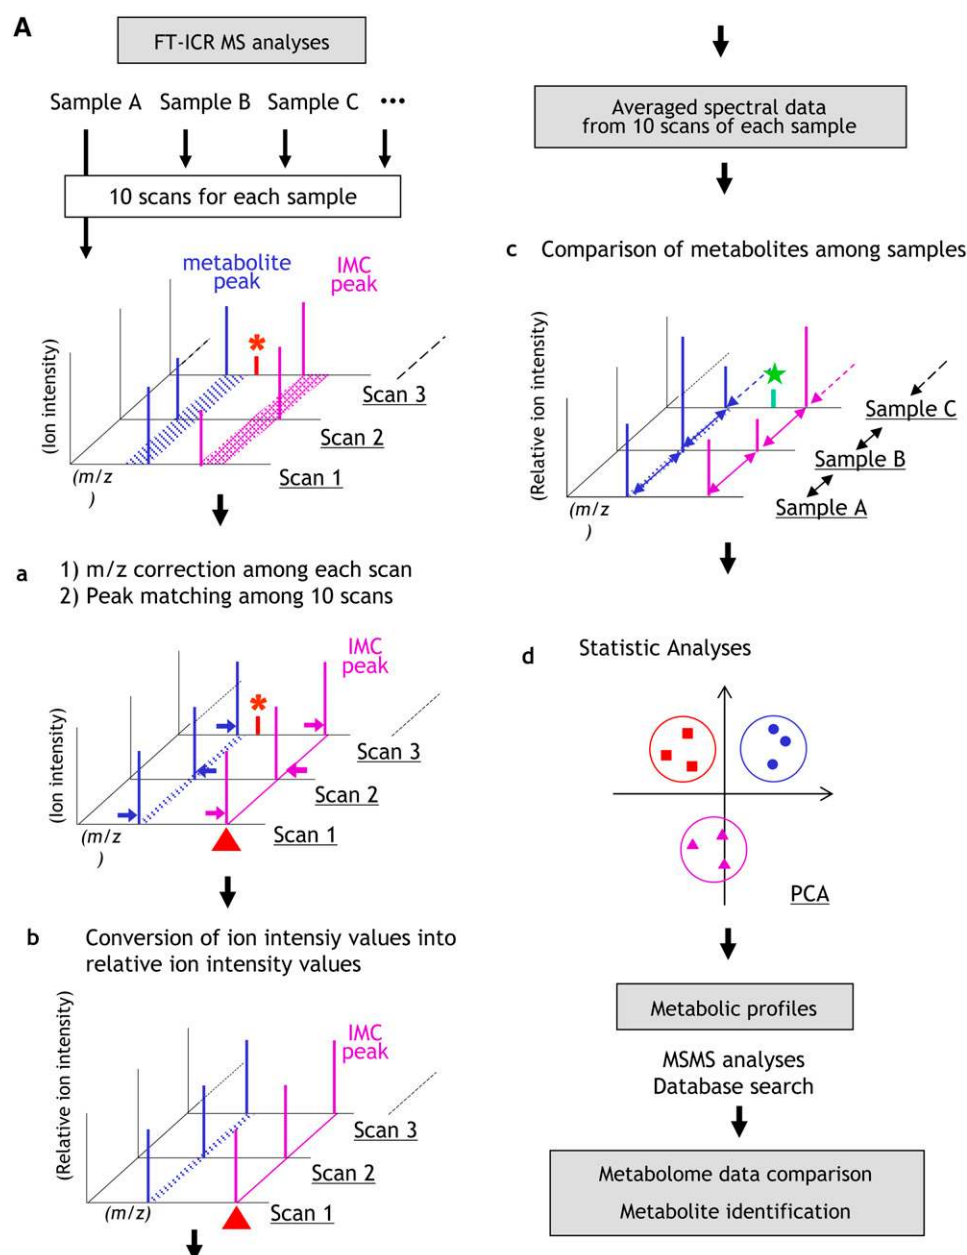 A
FT-ICR MS analyses
Sample A Sample B Sample C •••
10 scans for each sample
metabolite
peak
IMC
peak
*
(Ion intensity)
Scan 3
Scan 2
Scan 1
(m/z
)
a
1) m/z correction among each scan
2) Peak matching among 10 scans
IMC
peak
*
(Ion intensity)
Scan 3
Scan 2
Scan 1
(m/z
)
b
Conversion of ion intensiy values into
relative ion intensity values
(Relative ion intensity)
IMC
peak
Scan 3
Scan 2
Scan 1
(m/z)
Averaged spectral data
from 10 scans of each sample
c Comparison of metabolites among samples
(Relative ion intensity)
Sample C
Sample B
Sample A
(m/z
)
d Statistic Analyses
PCA
Metabolic profiles
MSMS analyses
Database search
Metabolome data comparison
Metabolite identification